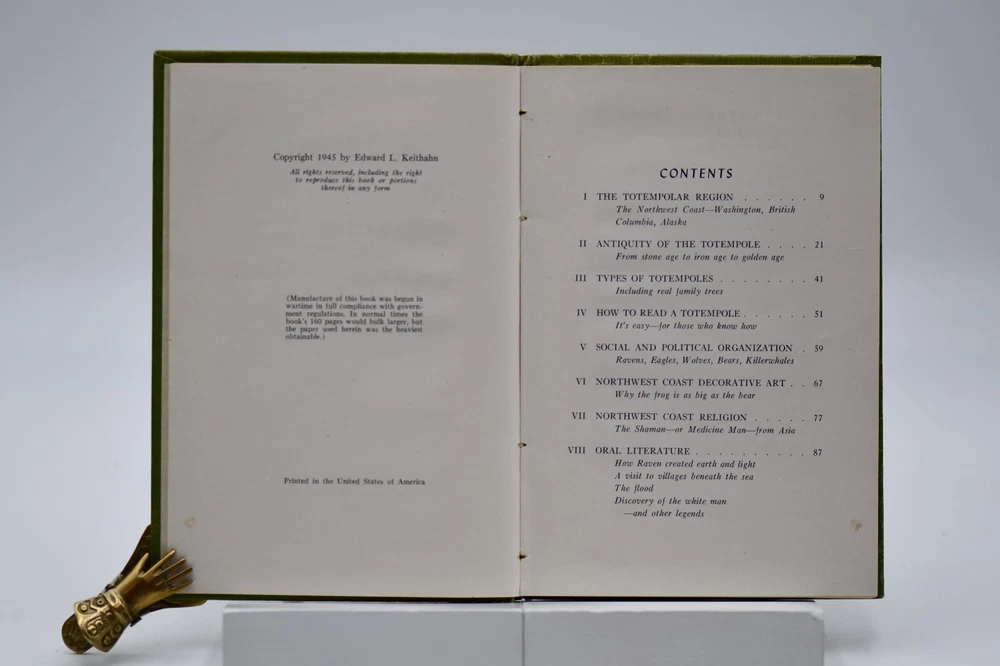 Copyright 1945 by Edward L. Keithahn
All rights reserved, including the right
to reproduce this book or portions
thereof in any form
(Manufacture of this book was begun in
wartime in full compliance with govern-
ment regulations. In normal times the
book's 160 pages would bulk larger, but
the paper used herein was the heaviest
obtainable.)
Printed in the United States of America
CONTENTS
I THE TOTEMPOLAR REGION . . . . . . 9
The Northwest Coast—Washington, British
Columbia, Alaska
II ANTIQUITY OF THE TOTEMPOLE . . . . 21
From stone age to iron age to golden age
III TYPES OF TOTEMPOLES . . . . . . . . 41
Including real family trees
IV HOW TO READ A TOTEMPOLE . . . . . 51
It's easy—for those who know how
V SOCIAL AND POLITICAL ORGANIZATION . 59
Ravens, Eagles, Wolves, Bears, Killerwhales
VI NORTHWEST COAST DECORATIVE ART . . 67
Why the frog is as big as the bear
VII NORTHWEST COAST RELIGION . . . . . 77
The Shaman—or Medicine Man—from Asia
VIII ORAL LITERATURE . . . . . . . . . . 87
How Raven created earth and light
A visit to villages beneath the sea
The flood
Discovery of the white man
—and other legends